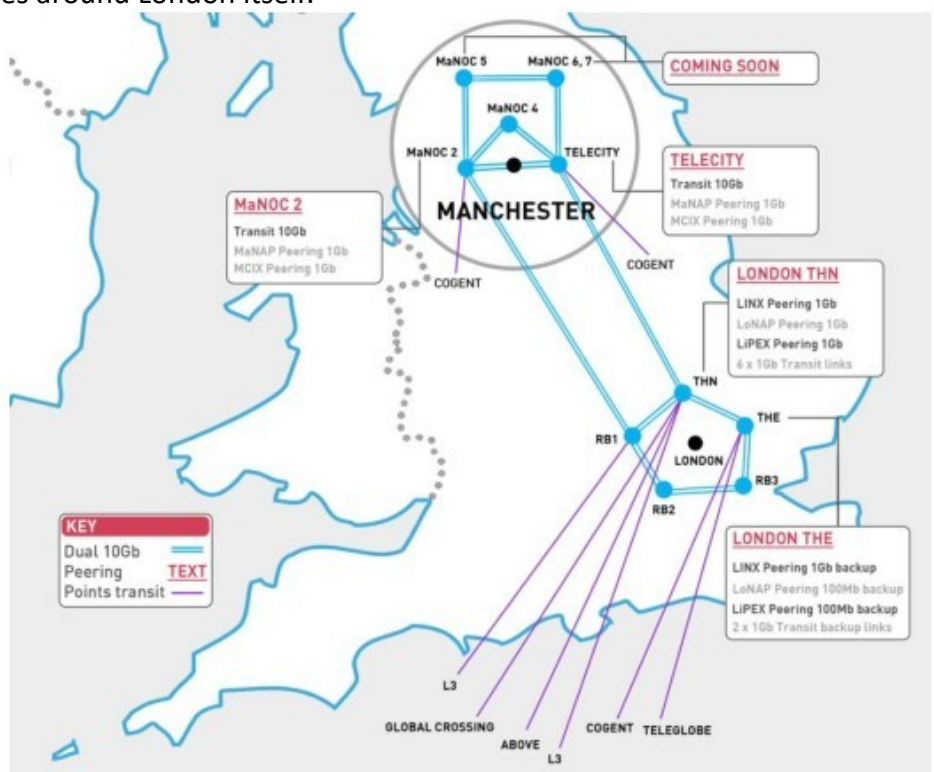 es around London itself.
MaNOC 5
MaNOC 6, 7
COMING SOON
MaNOC 4
MaNOC 2
TELECITY
TELECITY
Transit 10Gb
MaNAP Peering 1Gb
MCIX Peering 1Gb
MaNOC 2
Transit 10Gb
MaNAP Peering 1Gb
MCIX Peering 1Gb
MANCHESTER
COGENT
COGENT
LONDON THN
LINX Peering 1Gb
LoNAP Peering 1Gb
LiPEX Peering 1Gb
6 x 1Gb Transit links
THN
THE
RB1
LONDON
RB2
RB3
KEY
Dual 10Gb
Peering TEXT
Points transit
LONDON THE
LINX Peering 1Gb backup
LoNAP Peering 100Mb backup
LiPEX Peering 100Mb backup
2 x 1Gb Transit backup links
L3
GLOBAL CROSSING
ABOVE
L3
COGENT
TELEGLOBE